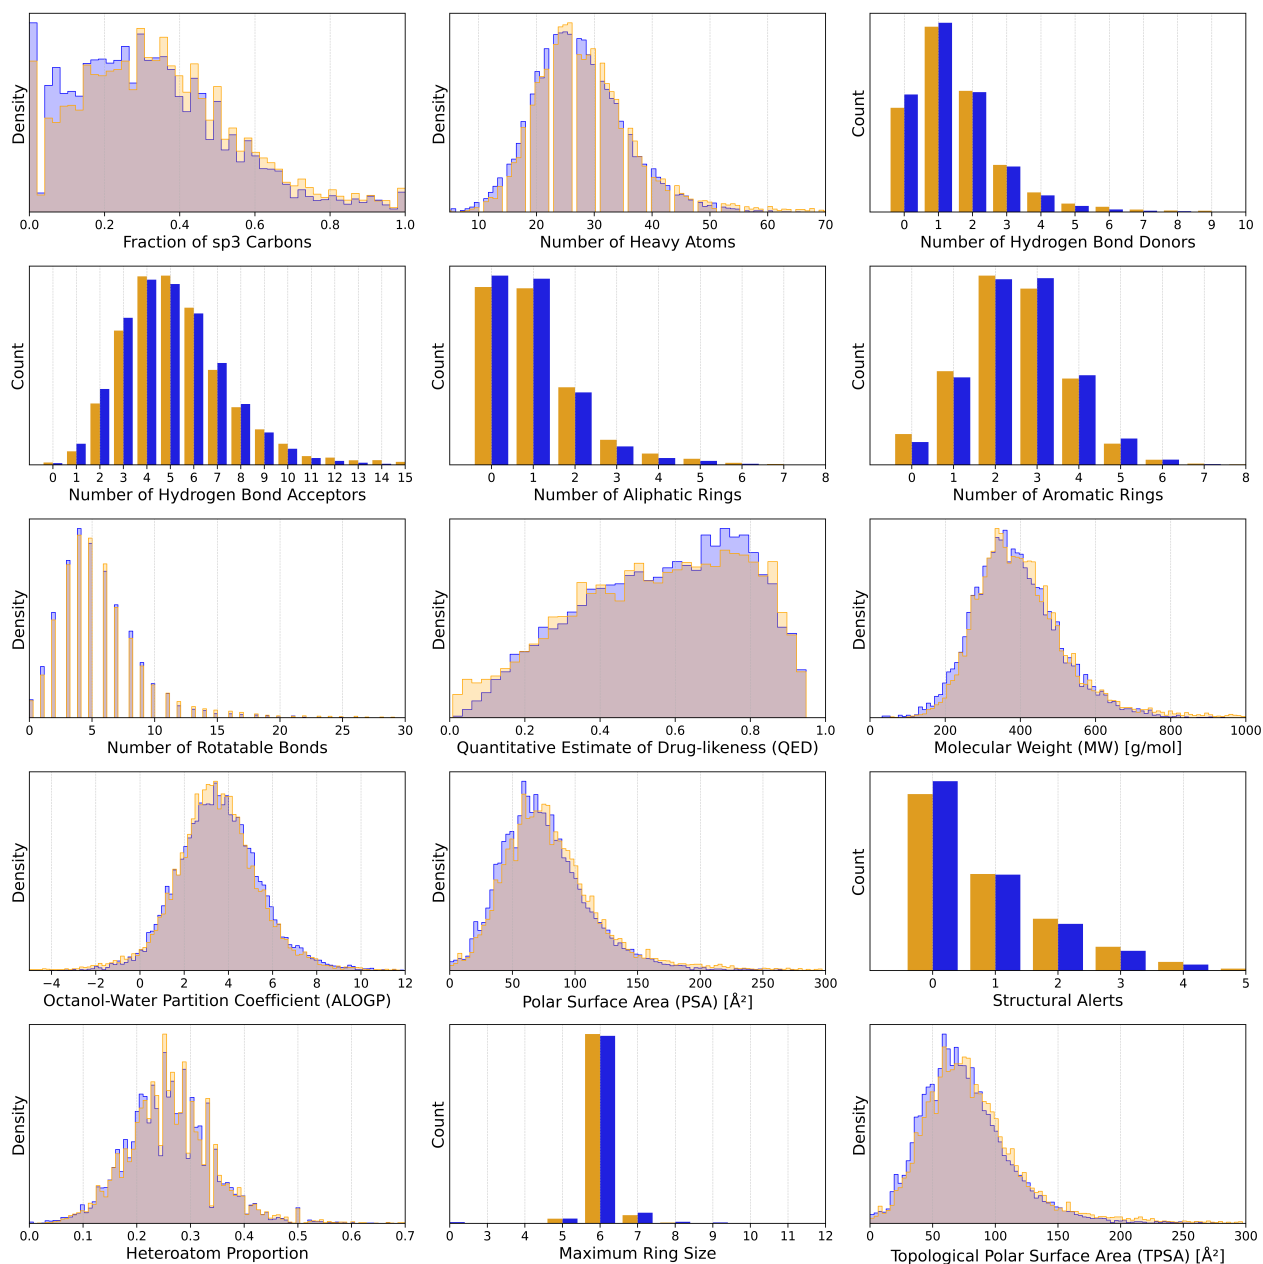 Density
0.0 0.2 0.4 0.6 0.8 1.0
Fraction of sp3 Carbons
Density
10 20 30 40 50 60 70
Number of Heavy Atoms
Count
0 1 2 3 4 5 6 7 8 9 10
Number of Hydrogen Bond Donors
Count
0 1 2 3 4 5 6 7 8 9 10 11 12 13 14 15
Number of Hydrogen Bond Acceptors
Count
0 1 2 3 4 5 6 7 8
Number of Aliphatic Rings
Count
0 1 2 3 4 5 6 7 8
Number of Aromatic Rings
Density
0 5 10 15 20 25 30
Number of Rotatable Bonds
Density
0.0 0.2 0.4 0.6 0.8 1.0
Quantitative Estimate of Drug-likeness (QED)
Density
0 200 400 600 800 1000
Molecular Weight (MW) [g/mol]
Density
−4 −2 0 2 4 6 8 10 12
Octanol-Water Partition Coefficient (ALOGP)
Density
0 50 100 150 200 250 300
Polar Surface Area (PSA) [Å²]
Count
0 1 2 3 4 5
Structural Alerts
Density
0.0 0.1 0.2 0.3 0.4 0.5 0.6 0.7
Heteroatom Proportion
Count
0 3 4 5 6 7 8 9 10 11 12
Maximum Ring Size
Density
0 50 100 150 200 250 300
Topological Polar Surface Area (TPSA) [Å²]